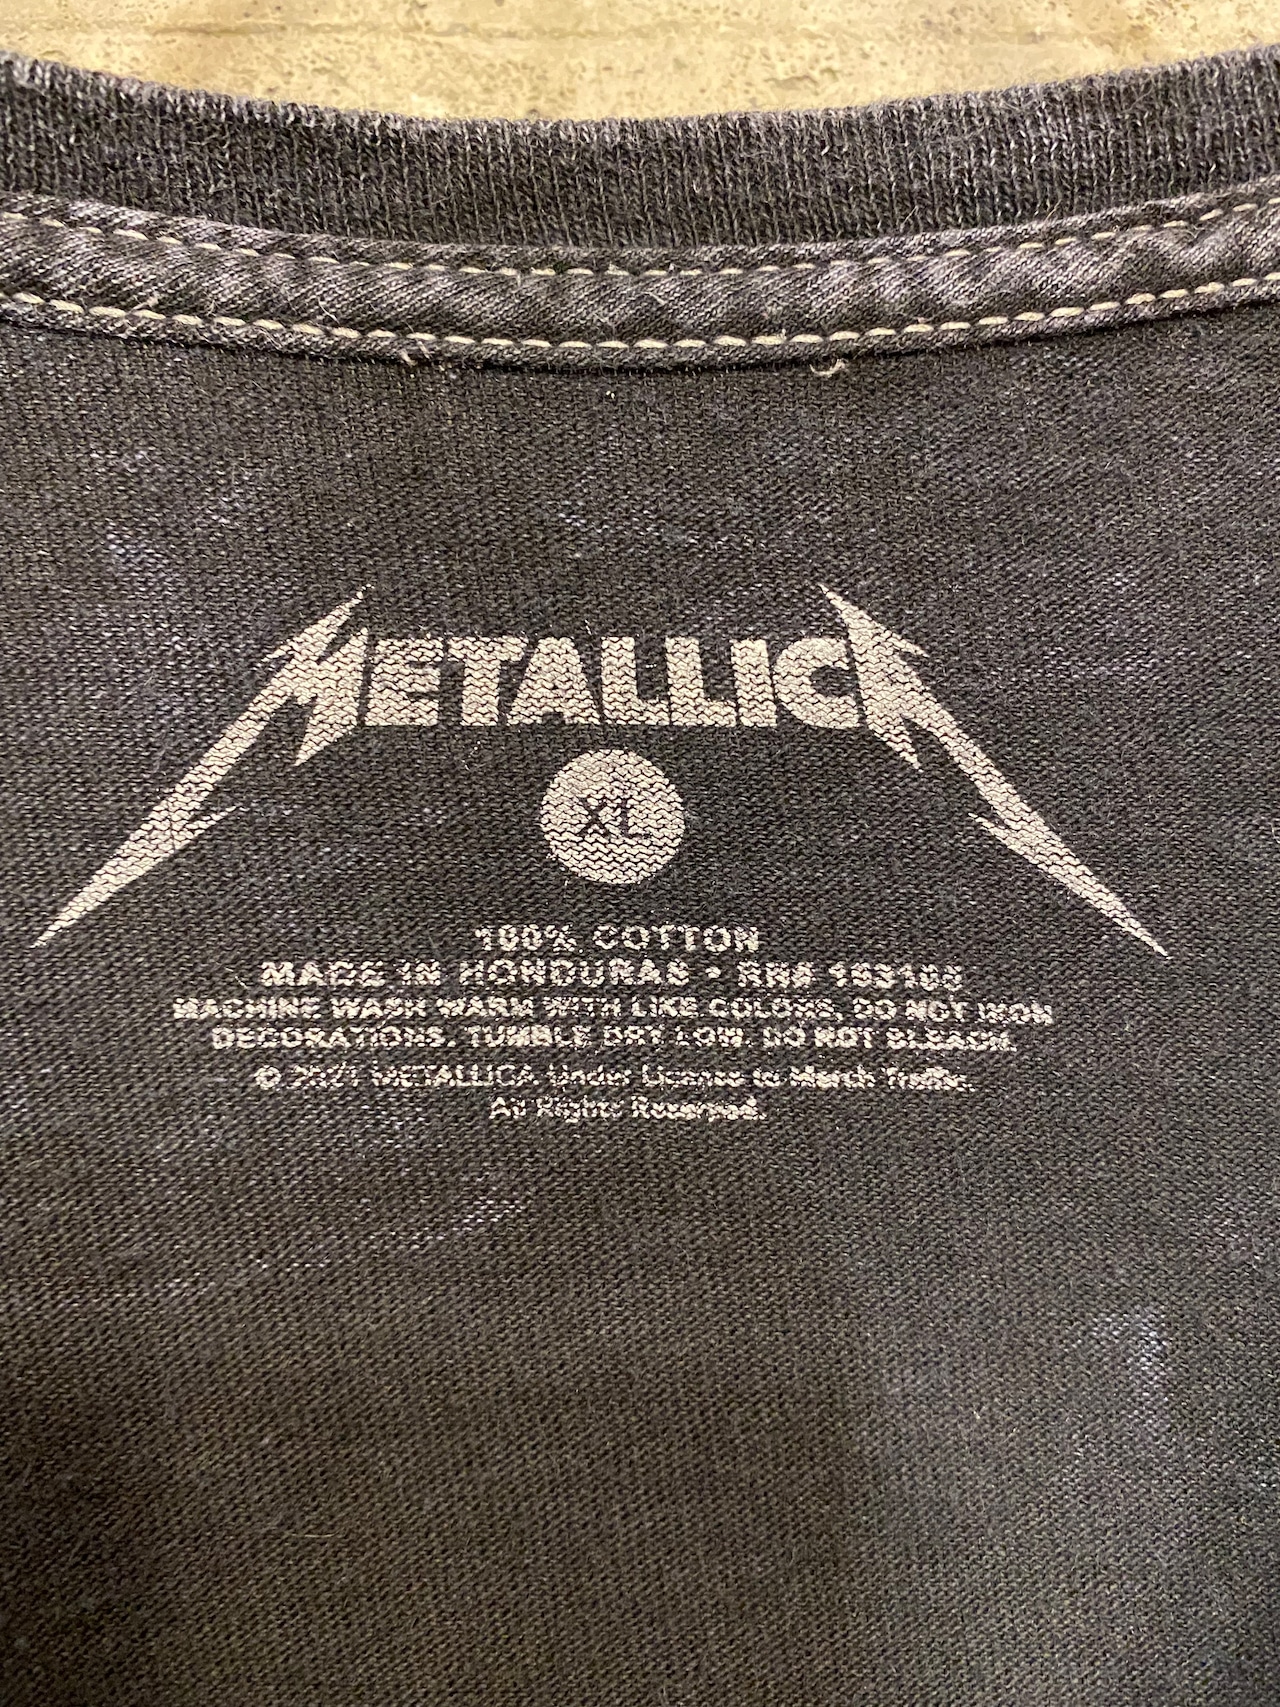 METALLICA
XL
100% COTTON
MADE IN HONDURAS • RN# 163105
MACHINE WASH WARM WITH LIKE COLORS, DO NOT IRON
DECORATIONS. TUMBLE DRY LOW. DO NOT BLEACH.
© 2021 METALLICA Under License to Merch Traffic.
All Rights Reserved.